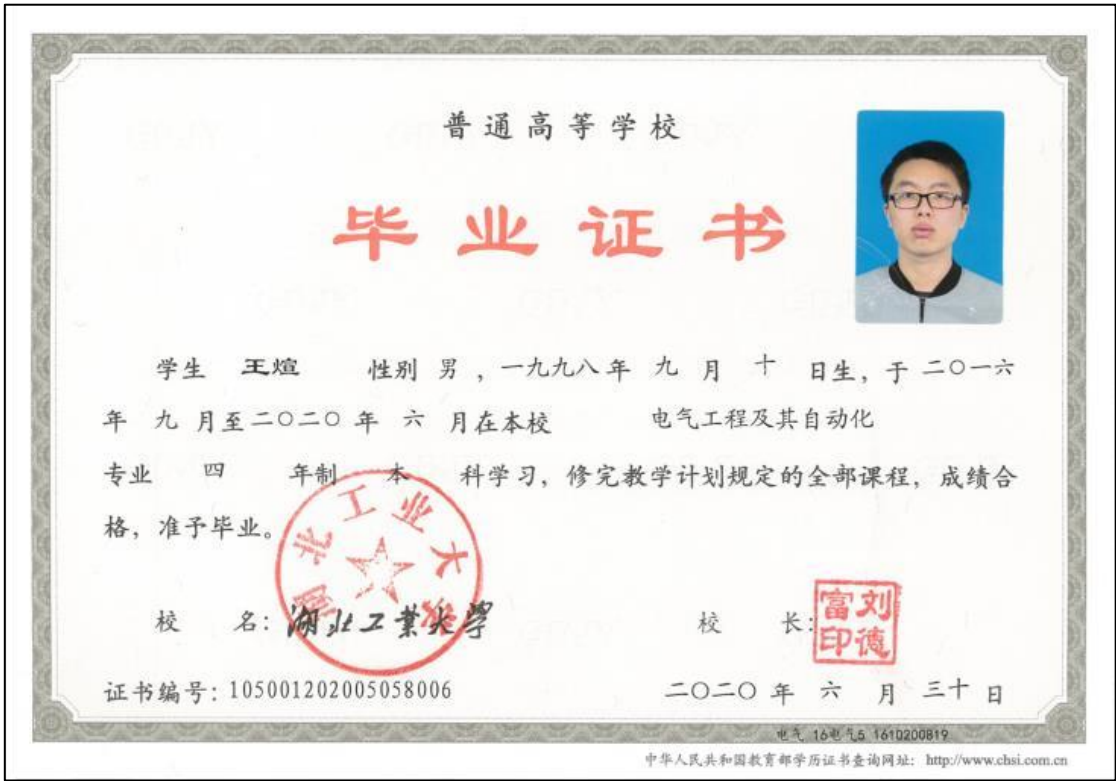 普通高等学校
毕业证书
学生 王煊 性别 男 ，一九九八年 九 月 十 日生，于 二〇一六
年 九 月至二〇二〇年 六 月在本校 电气工程及其自动化
专业 四 年制 本 科学习，修完教学计划规定的全部课程，成绩合
格，准予毕业。
湖北工业大学
校 名：湖北工業大學
校 长：
刘德富印
证书编号：105001202005058006
二〇二〇 年 六 月 三十 日
电气 16电气5 1610200819
中华人民共和国教育部学历证书查询网址：http://www.chsi.com.cn